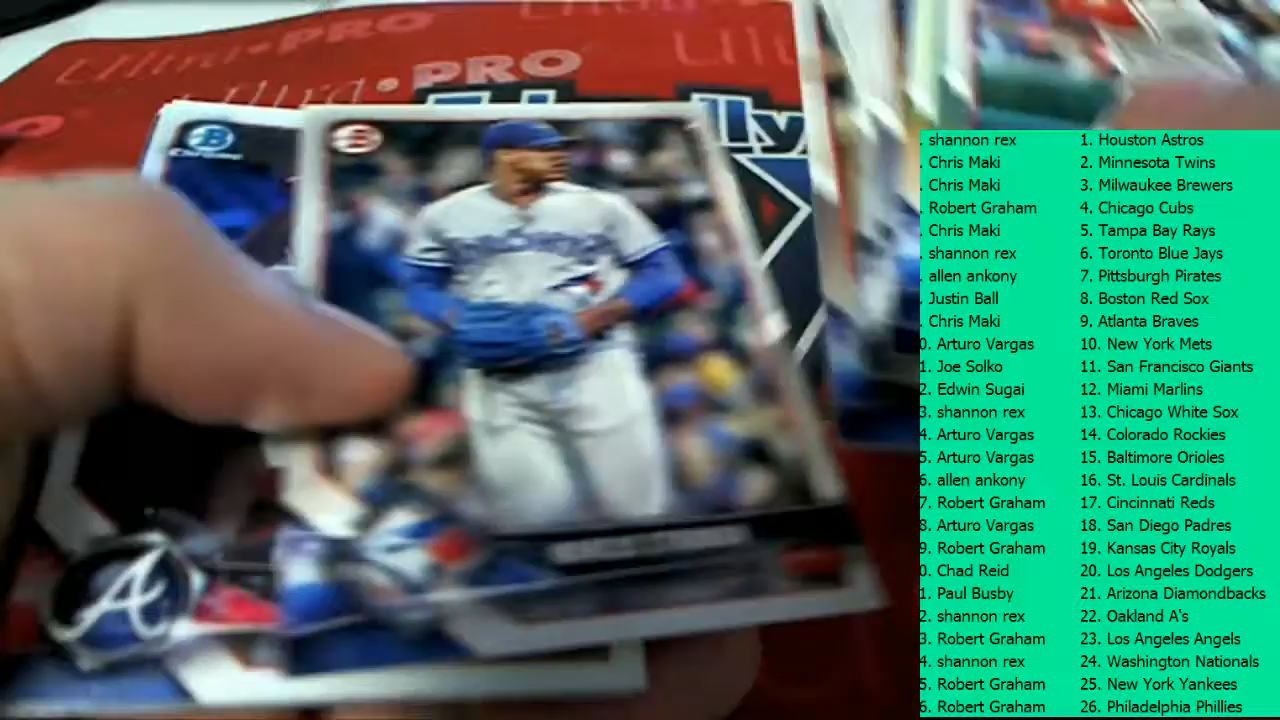 Ultra•PRO
Ultra•PRO
lly,
B
Chrome
B
A
. shannon rex 1. Houston Astros
. Chris Maki 2. Minnesota Twins
. Chris Maki 3. Milwaukee Brewers
. Robert Graham 4. Chicago Cubs
. Chris Maki 5. Tampa Bay Rays
. shannon rex 6. Toronto Blue Jays
. allen ankony 7. Pittsburgh Pirates
. Justin Ball 8. Boston Red Sox
. Chris Maki 9. Atlanta Braves
0. Arturo Vargas 10. New York Mets
1. Joe Solko 11. San Francisco Giants
2. Edwin Sugai 12. Miami Marlins
3. shannon rex 13. Chicago White Sox
4. Arturo Vargas 14. Colorado Rockies
5. Arturo Vargas 15. Baltimore Orioles
6. allen ankony 16. St. Louis Cardinals
7. Robert Graham 17. Cincinnati Reds
8. Arturo Vargas 18. San Diego Padres
9. Robert Graham 19. Kansas City Royals
0. Chad Reid 20. Los Angeles Dodgers
1. Paul Busby 21. Arizona Diamondbacks
2. shannon rex 22. Oakland A's
3. Robert Graham 23. Los Angeles Angels
4. shannon rex 24. Washington Nationals
5. Robert Graham 25. New York Yankees
6. Robert Graham 26. Philadelphia Phillies